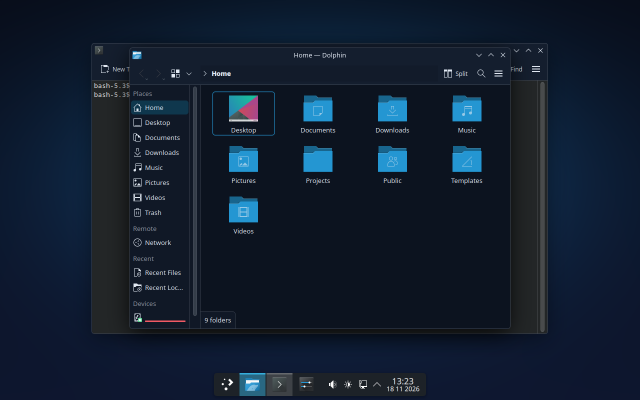 Home — Dolphin
New T
Home
Split
Find
bash-5.35
bash-5.35
Places
Home
Desktop
Documents
Downloads
Music
Pictures
Videos
Trash
Remote
Network
Recent
Recent Files
Recent Loc...
Devices
Desktop
Documents
Downloads
Music
Pictures
Projects
Public
Templates
Videos
9 folders
13:23
18 11 2026